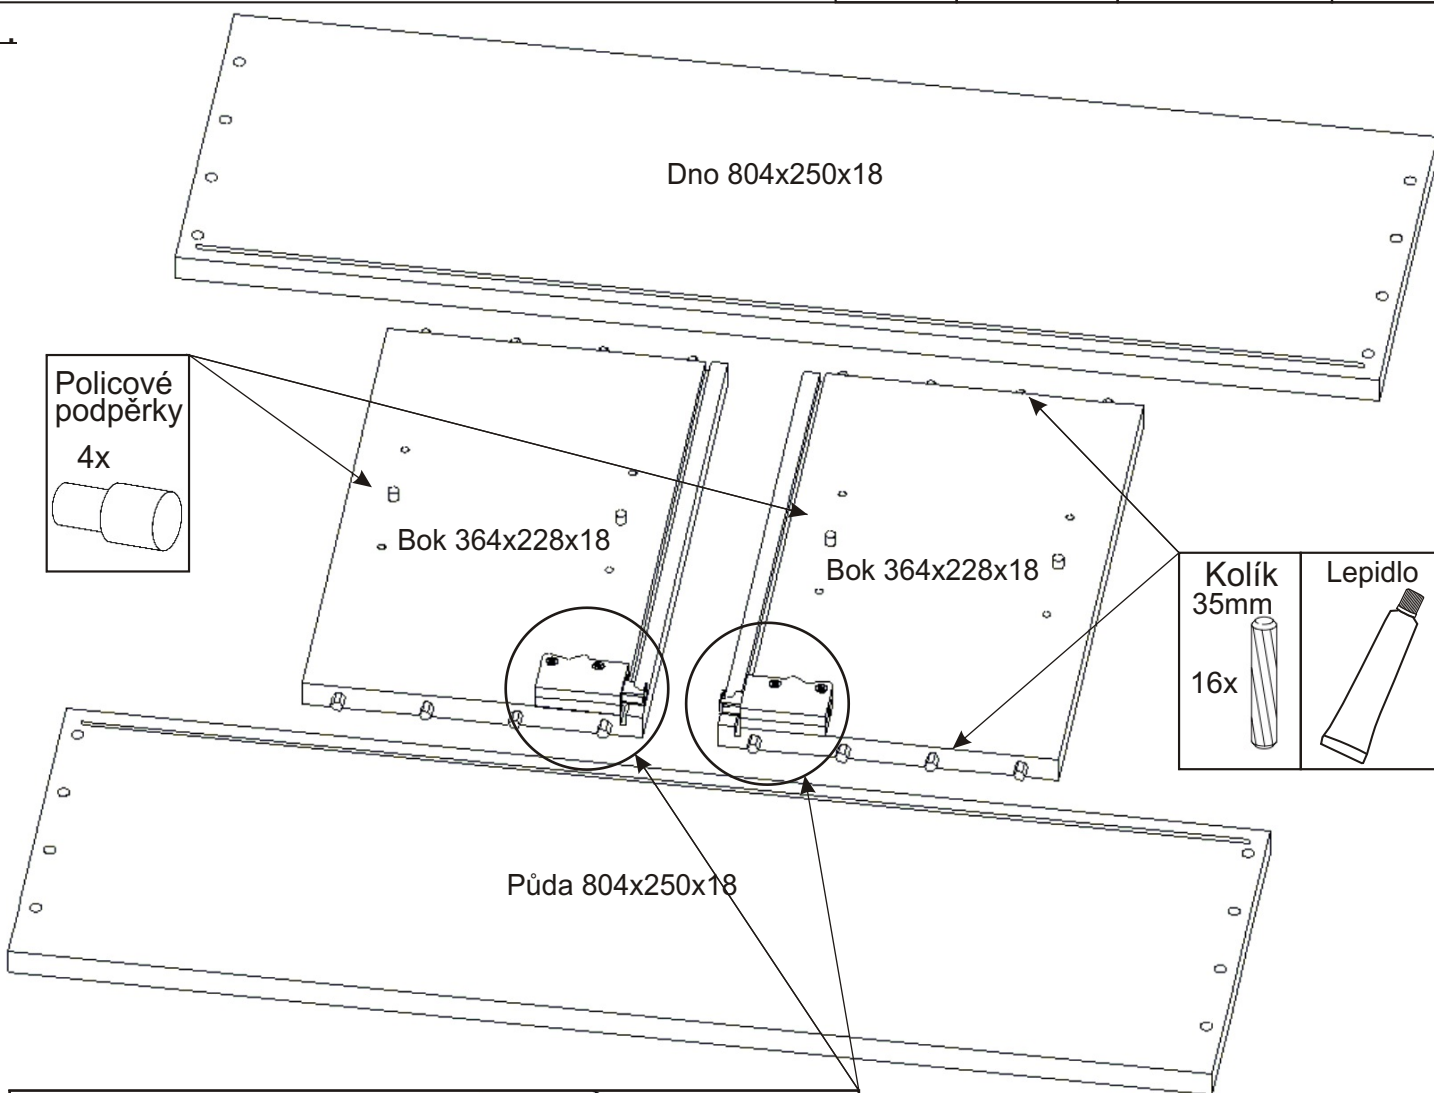 Dno 804x250x18
Policové
podpěrky
4x
Bok 364x228x18
Bok 364x228x18
Kolík
35mm
16x
Lepidlo
Půda 804x250x18